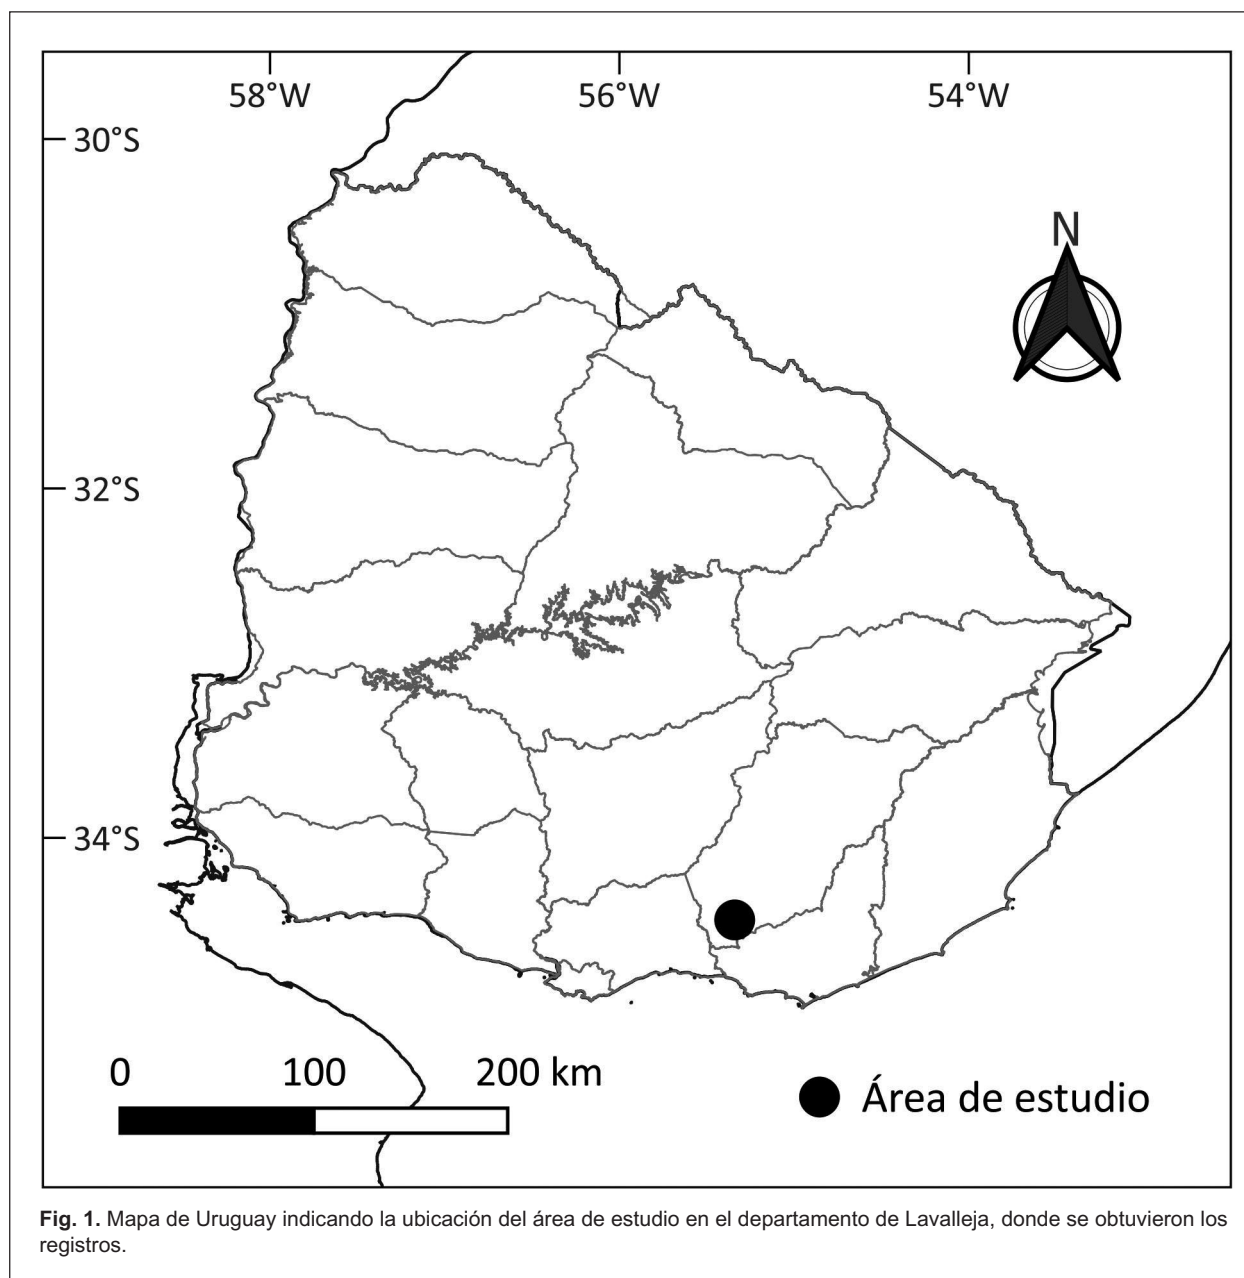 58°W 56°W 54°W
30°S
N
32°S
34°S
0 100 200 km
Área de estudio
Fig. 1. Mapa de Uruguay indicando la ubicación del área de estudio en el departamento de Lavalleja, donde se obtuvieron los
registros.